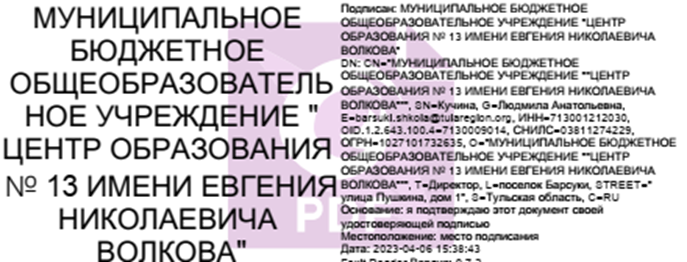 МУНИЦИПАЛЬНОЕ
БЮДЖЕТНОЕ
ОБЩЕОБРАЗОВАТЕЛЬ
НОЕ УЧРЕЖДЕНИЕ "
ЦЕНТР ОБРАЗОВАНИЯ
№ 13 ИМЕНИ ЕВГЕНИЯ
НИКОЛАЕВИЧА
ВОЛКОВА"
Подписан: МУНИЦИПАЛЬНОЕ БЮДЖЕТНОЕ
ОБЩЕОБРАЗОВАТЕЛЬНОЕ УЧРЕЖДЕНИЕ "ЦЕНТР
ОБРАЗОВАНИЯ № 13 ИМЕНИ ЕВГЕНИЯ НИКОЛАЕВИЧА
ВОЛКОВА"
DN: CN="МУНИЦИПАЛЬНОЕ БЮДЖЕТНОЕ
ОБЩЕОБРАЗОВАТЕЛЬНОЕ УЧРЕЖДЕНИЕ ""ЦЕНТР
ОБРАЗОВАНИЯ № 13 ИМЕНИ ЕВГЕНИЯ НИКОЛАЕВИЧА
ВОЛКОВА""", SN=Кучина, G=Людмила Анатольевна,
E=barsuki.shkola@tularegion.org, ИНН=713001212030,
OID.1.2.643.100.4=7130009014, СНИЛС=03811274229,
ОГРН=1027101732635, O="МУНИЦИПАЛЬНОЕ БЮДЖЕТНОЕ
ОБЩЕОБРАЗОВАТЕЛЬНОЕ УЧРЕЖДЕНИЕ ""ЦЕНТР
ОБРАЗОВАНИЯ № 13 ИМЕНИ ЕВГЕНИЯ НИКОЛАЕВИЧА
ВОЛКОВА""", T=Директор, L=поселок Барсуки, STREET="
улица Пушкина, дом 1", S=Тульская область, C=RU
Основание: я подтверждаю этот документ своей
удостоверяющей подписью
Местоположение: место подписания
Дата: 2023-04-06 15:38:43
PDF